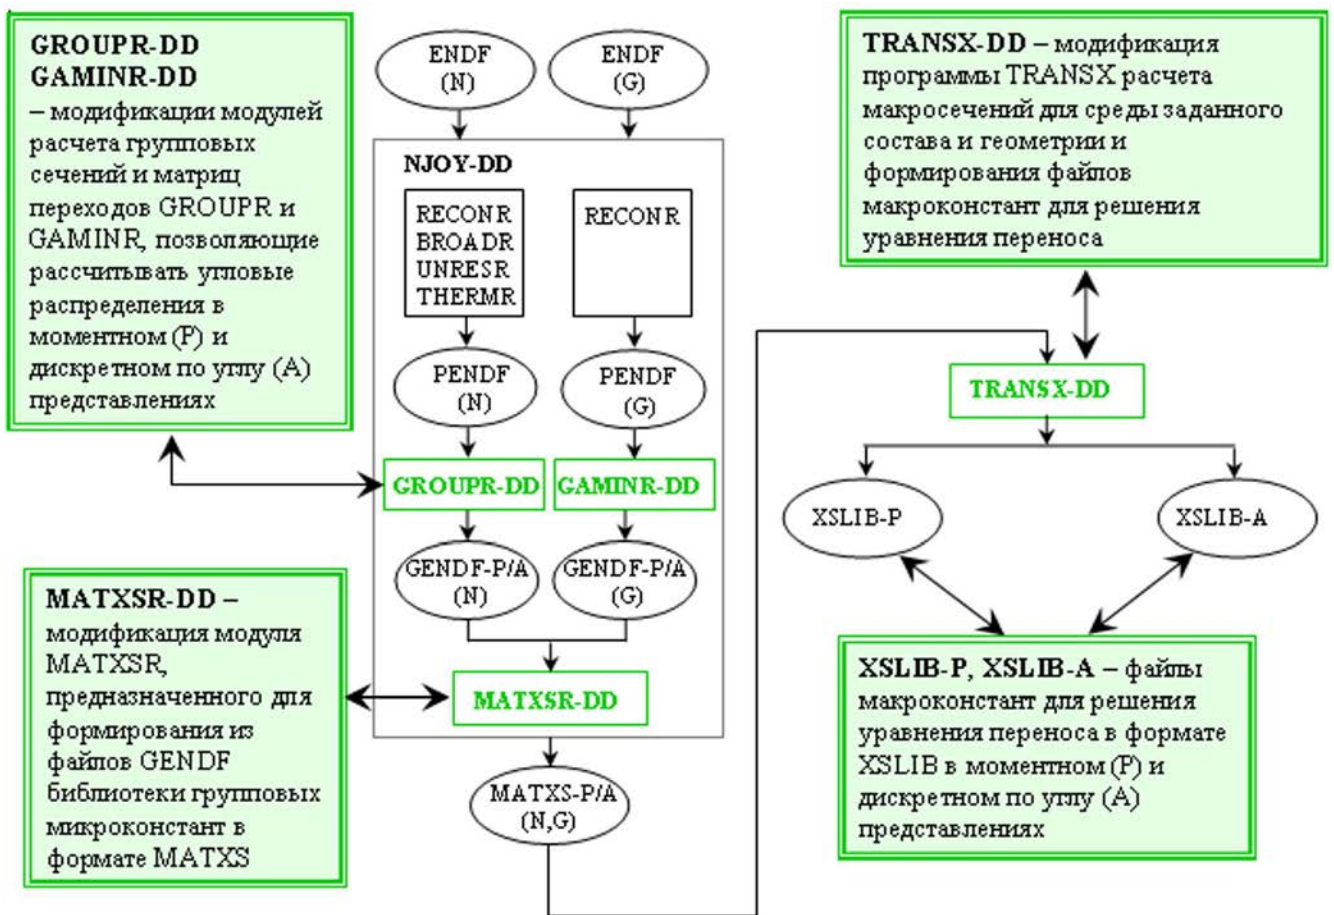 GROUPR-DD
GAMINR-DD
– модификации модулей
расчета групповых
сечений и матриц
переходов GROUPR и
GAMINR, позволяющие
рассчитывать угловые
распределения в
моментном (P) и
дискретном по углу (A)
представлениях
MATXSR-DD –
модификация модуля
MATXSR,
предназначенного для
формирования из
файлов GENDF
библиотеки групповых
микроконстант в
формате MATXS
ENDF
(N)
ENDF
(G)
NJOY-DD
RECONR
BROADR
UNRESR
THERMR
RECONR
PENDF
(N)
PENDF
(G)
GROUPR-DD
GAMINR-DD
GENDF-P/A
(N)
GENDF-P/A
(G)
MATXSR-DD
MATXS-P/A
(N,G)
TRANSX-DD – модификация
программы TRANSX расчета
макросечений для среды заданного
состава и геометрии и
формирования файлов
макроконстант для решения
уравнения переноса
TRANSX-DD
XSLIB-P
XSLIB-A
XSLIB-P, XSLIB-A – файлы
макроконстант для решения
уравнения переноса в формате
XSLIB в моментном (P) и
дискретном по углу (A)
представлениях